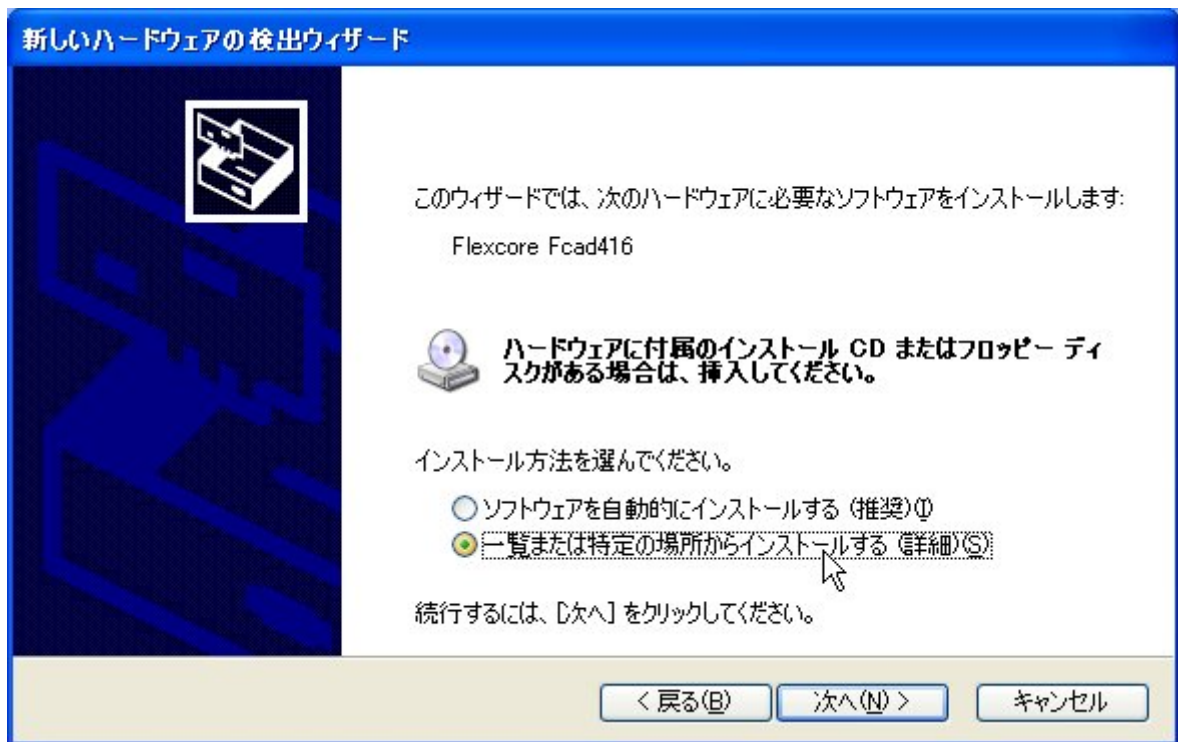 新しいハードウェアの検出ウィザード
このウィザードでは、次のハードウェアに必要なソフトウェアをインストールします:
Flexcore Fcad416
ハードウェアに付属のインストール CD またはフロッピー ディ
スクがある場合は、挿入してください。
インストール方法を選んでください。
ソフトウェアを自動的にインストールする (推奨)(I)
一覧または特定の場所からインストールする (詳細)(S)
続行するには、[次へ] をクリックしてください。
< 戻る(B)
次へ(N) >
キャンセル